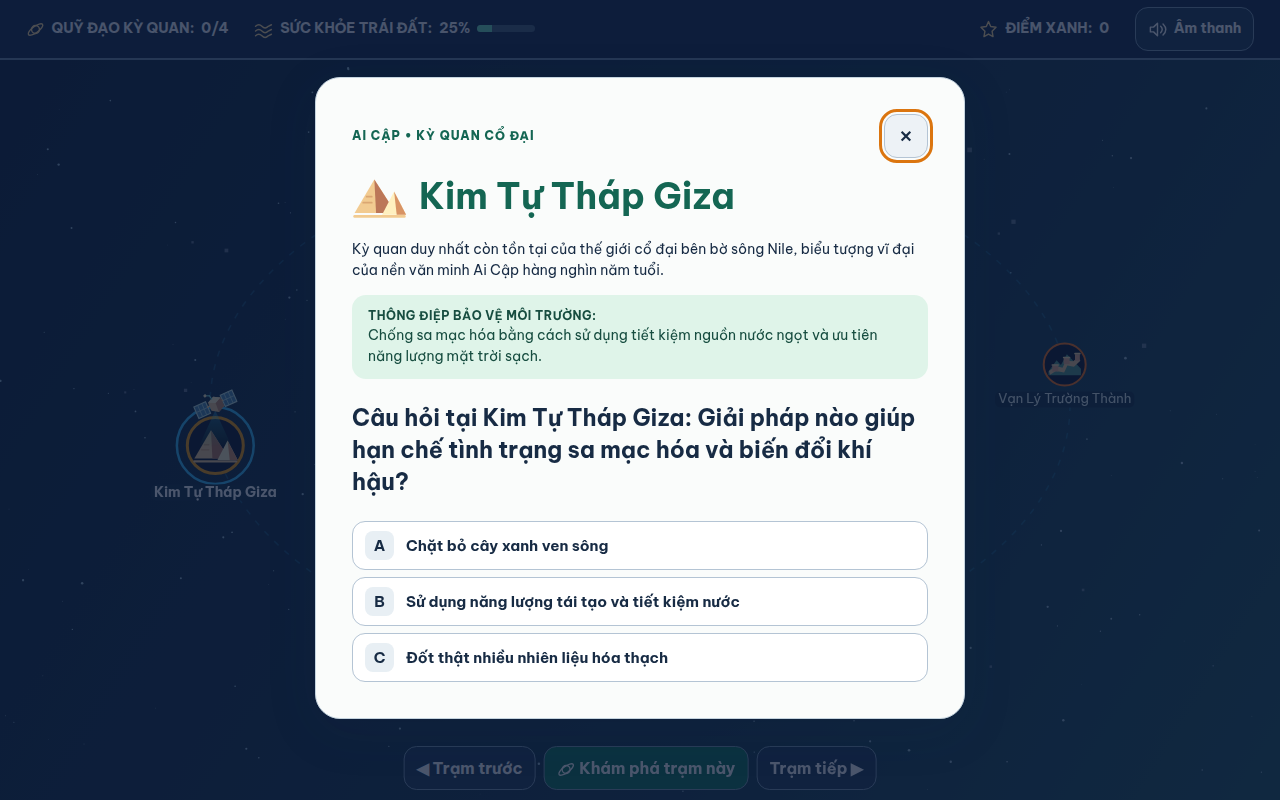 QUỸ ĐẠO KỲ QUAN: 0/4
SỨC KHỎE TRÁI ĐẤT: 25%
ĐIỂM XANH: 0
Âm thanh
AI CẬP • KỲ QUAN CỔ ĐẠI
✕
Kim Tự Tháp Giza
Kỳ quan duy nhất còn tồn tại của thế giới cổ đại bên bờ sông Nile, biểu tượng vĩ đại
của nền văn minh Ai Cập hàng nghìn năm tuổi.
THÔNG ĐIỆP BẢO VỆ MÔI TRƯỜNG:
Chống sa mạc hóa bằng cách sử dụng tiết kiệm nguồn nước ngọt và ưu tiên
năng lượng mặt trời sạch.
Câu hỏi tại Kim Tự Tháp Giza: Giải pháp nào giúp
hạn chế tình trạng sa mạc hóa và biến đổi khí
hậu?
A Chặt bỏ cây xanh ven sông
B Sử dụng năng lượng tái tạo và tiết kiệm nước
C Đốt thật nhiều nhiên liệu hóa thạch
Kim Tự Tháp Giza
Vạn Lý Trường Thành
◀ Trạm trước
Khám phá trạm này
Trạm tiếp ▶